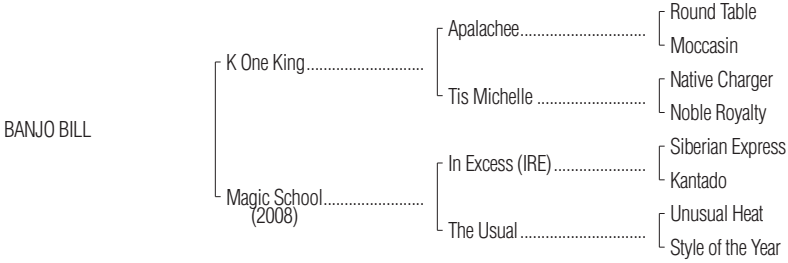 Round Table
Apalachee
Moccasin
K One King
Native Charger
Tis Michelle
Noble Royalty
BANJO BILL
Siberian Express
In Excess (IRE)
Kantado
Magic School
(2008)
Unusual Heat
The Usual
Style of the Year